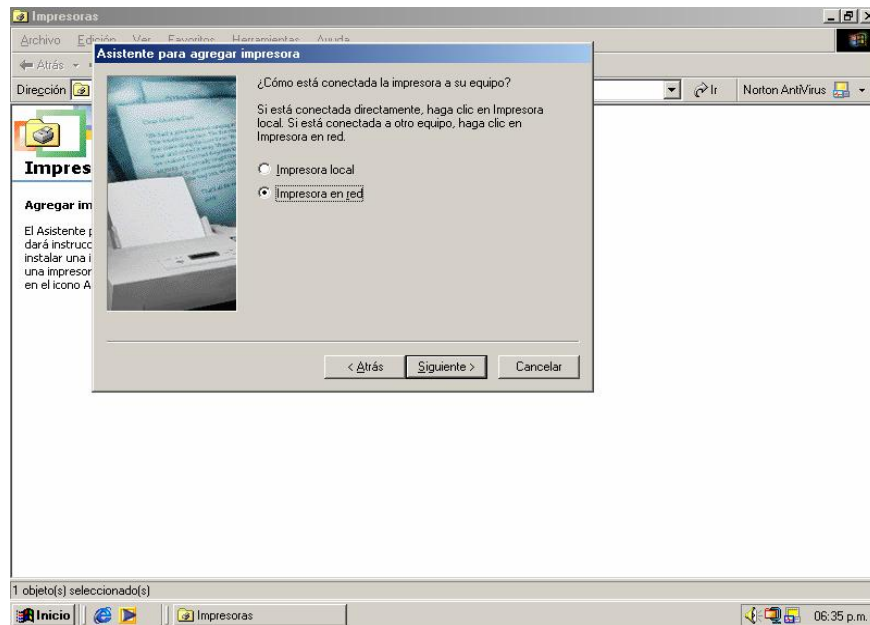 Impresoras
Archivo Edición Ver Favoritos Herramientas Ayuda
Asistente para agregar impresora
Atrás
Dirección
Ir
Norton AntiVirus
¿Cómo está conectada la impresora a su equipo?
Si está conectada directamente, haga clic en Impresora
local. Si está conectada a otro equipo, haga clic en
Impresora en red.
Impresora local
Impresora en red
Impres
Agregar im
El Asistente p
dará instrucc
instalar una i
una impresor
en el icono A
< Atrás
Siguiente >
Cancelar
1 objeto(s) seleccionado(s)
Inicio
Impresoras
06:35 p.m.